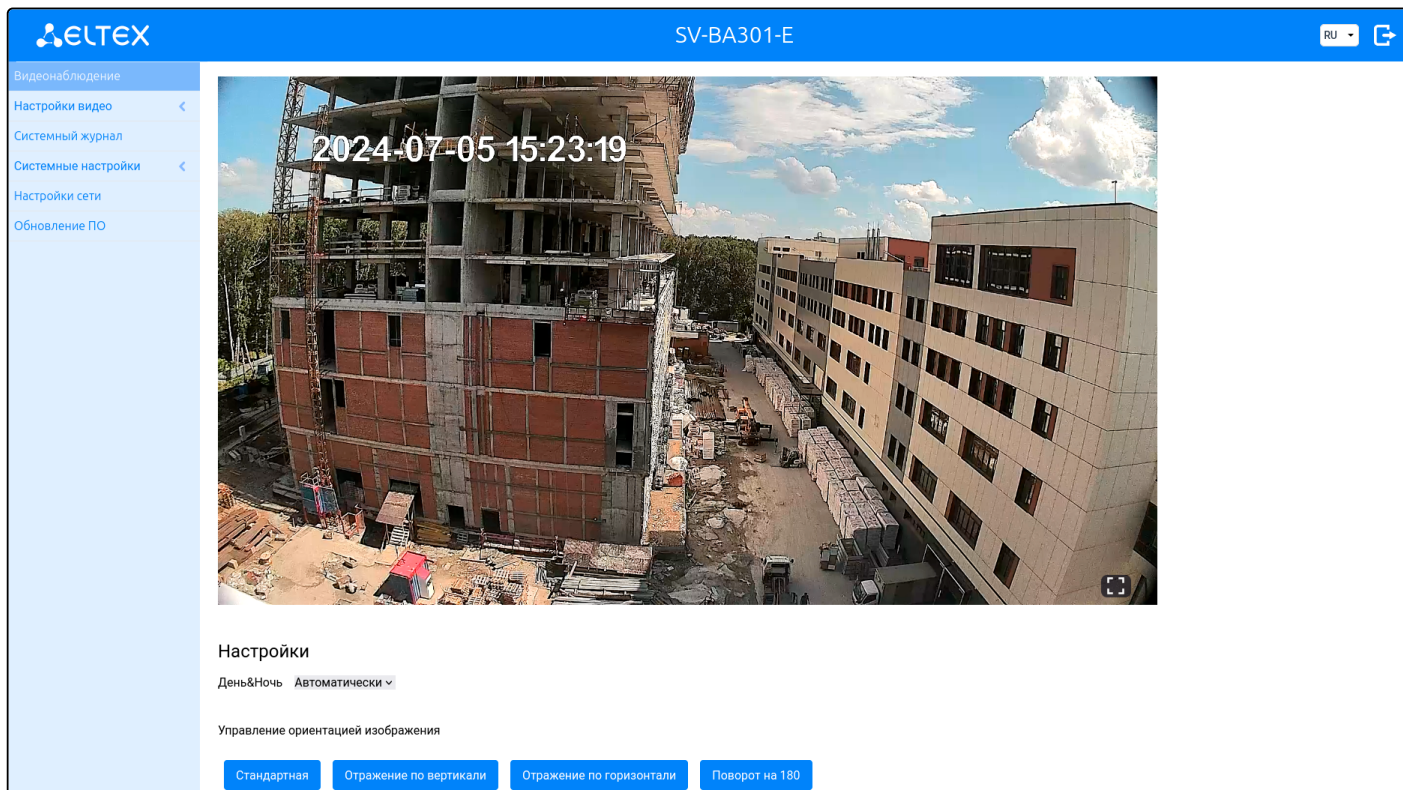 ELTEX
SV-BA301-E
RU
Видеонаблюдение
Настройки видео
Системный журнал
Системные настройки
Настройки сети
Обновление ПО
2024-07-05 15:23:19
Настройки
День&Ночь Автоматически
Управление ориентацией изображения
Стандартная Отражение по вертикали Отражение по горизонтали Поворот на 180